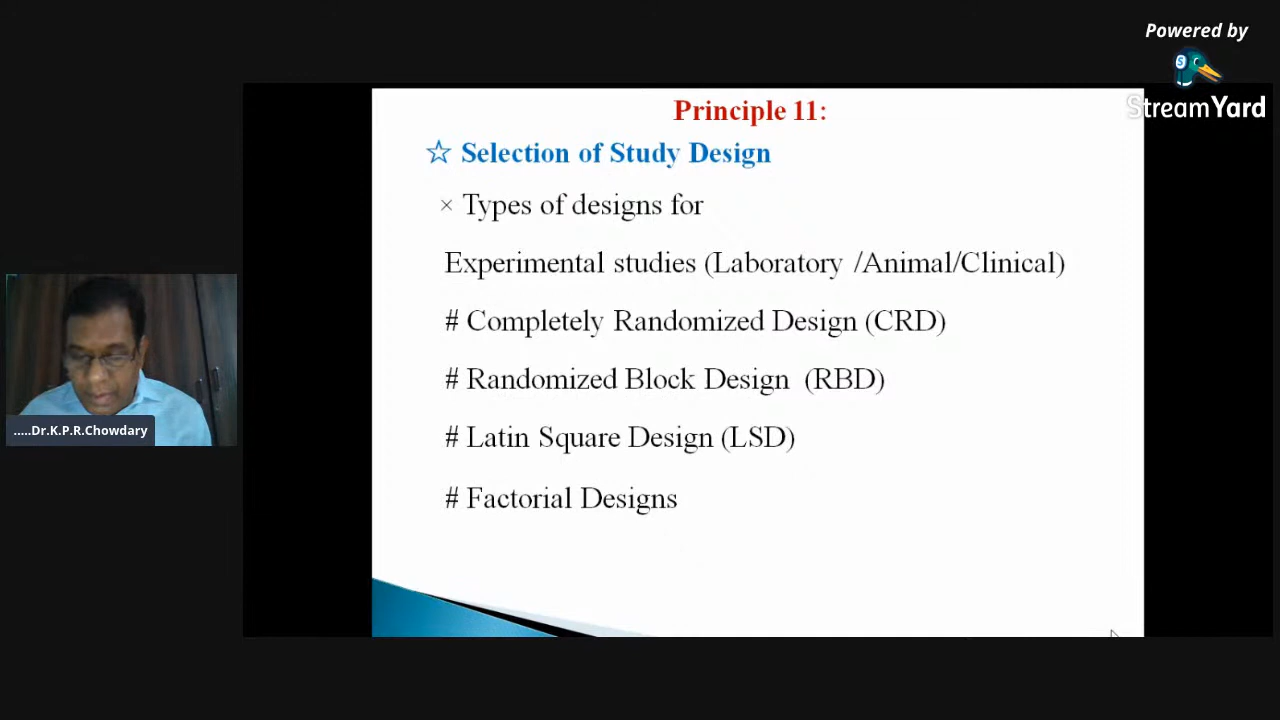 Powered by
StreamYard
Principle 11:
☆ Selection of Study Design
× Types of designs for
Experimental studies (Laboratory /Animal/Clinical)
# Completely Randomized Design (CRD)
# Randomized Block Design (RBD)
# Latin Square Design (LSD)
# Factorial Designs
.....Dr.K.P.R.Chowdary